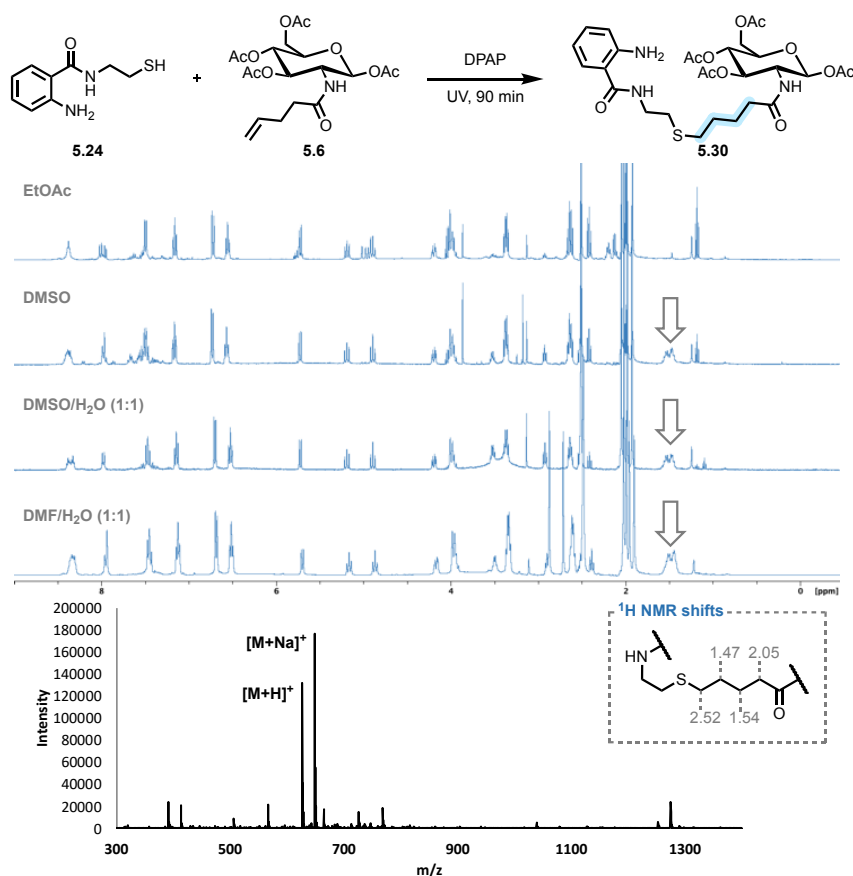 O
N
H
SH
NH₂
5.24
+
OAc
AcO
O
AcO
AcO
OAc
NH
O
5.6
DPAP
UV, 90 min
NH₂
O
NH
S
OAc
AcO
O
AcO
OAc
HN
O
5.30
EtOAc
DMSO
DMSO/H₂O (1:1)
DMF/H₂O (1:1)
8 6 4 2 0 [ppm]
200000
180000
160000
140000
120000
100000
80000
60000
40000
20000
0
Intensity
[M+Na]⁺
[M+H]⁺
300 500 700 900 1100 1300
m/z
¹H NMR shifts
HN
S
O
1.47 2.05
2.52 1.54